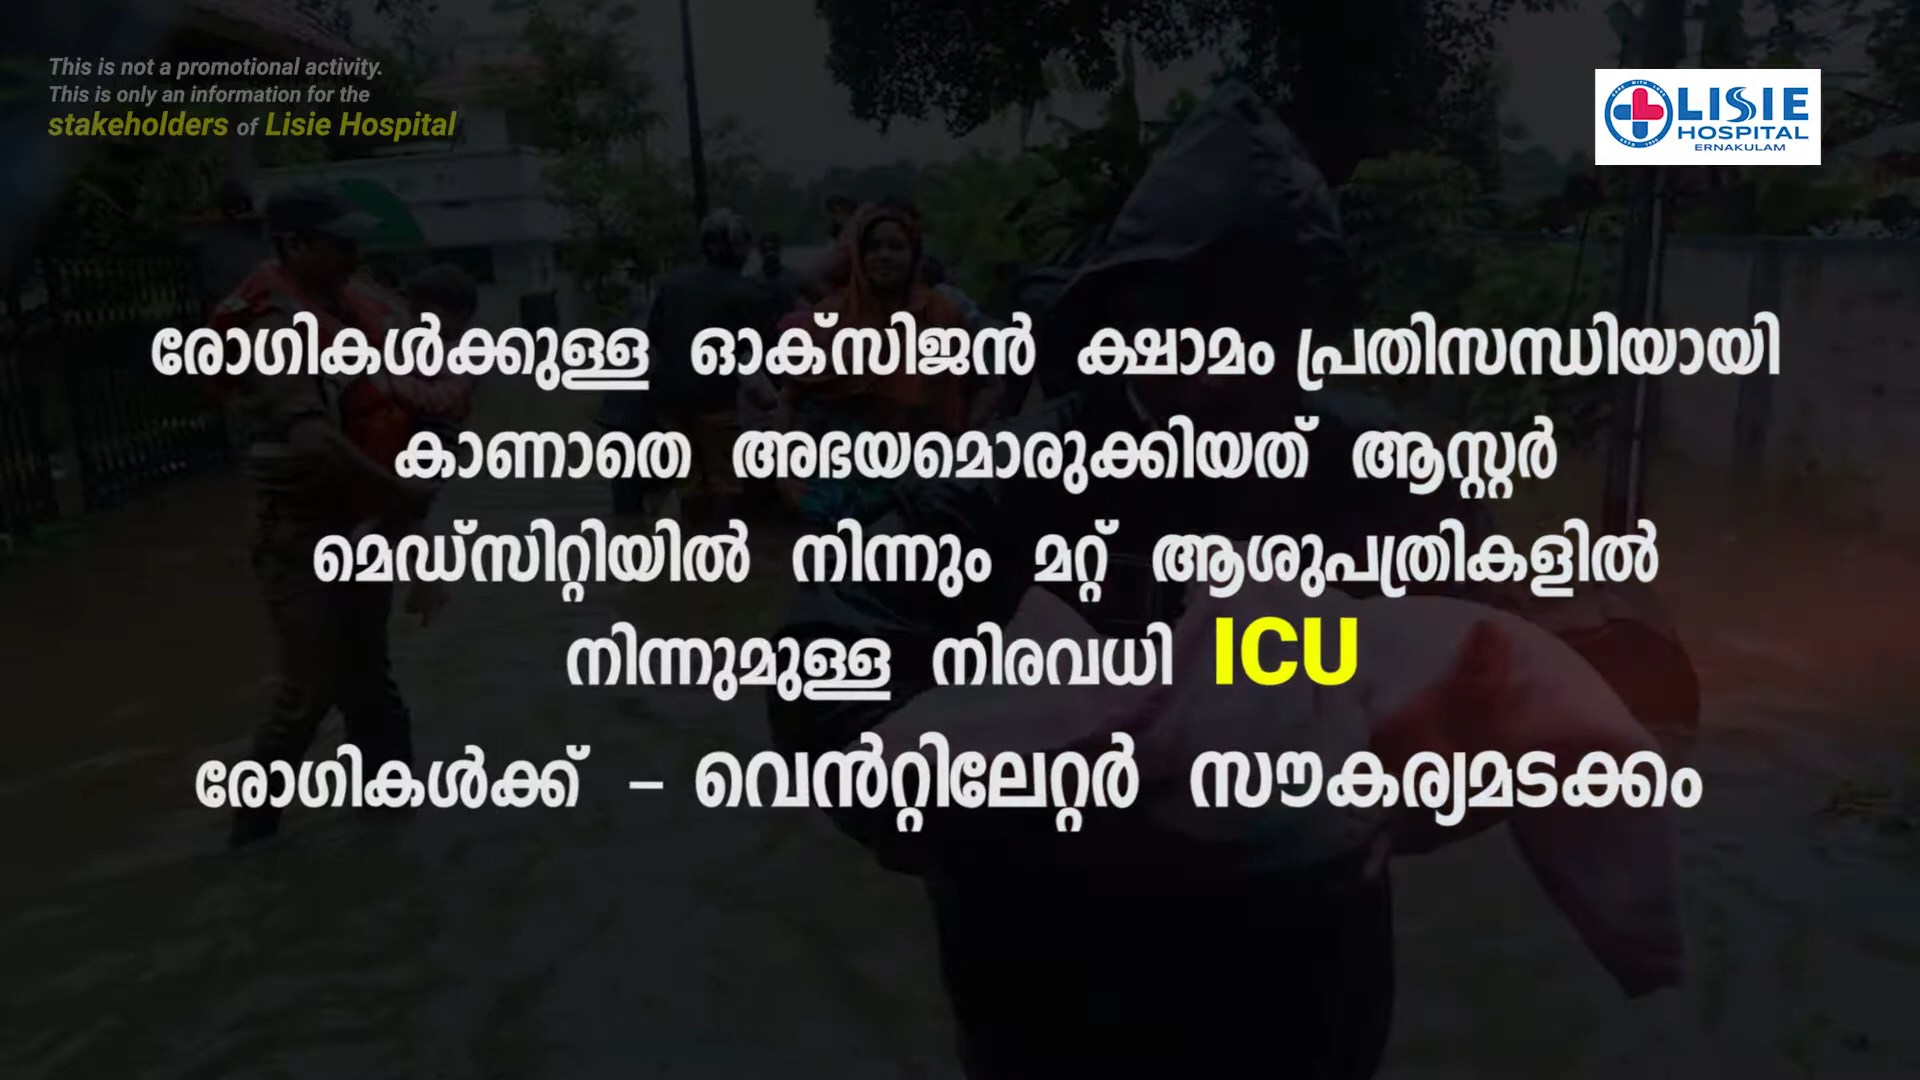 This is not a promotional activity.
This is only an information for the
stakeholders of Lisie Hospital
LISIE
HOSPITAL
ERNAKULAM
രോഗികൾക്കുള്ള ഓക്സിജൻ ക്ഷാമം പ്രതിസന്ധിയായി
കാണാതെ അഭയമൊരുക്കിയത് ആസ്റ്റർ
മെഡ്സിറ്റിയിൽ നിന്നും മറ്റ് ആശുപത്രികളിൽ
നിന്നുമുള്ള നിരവധി ICU
രോഗികൾക്ക് - വെൻറ്റിലേറ്റർ സൗകര്യമടക്കം